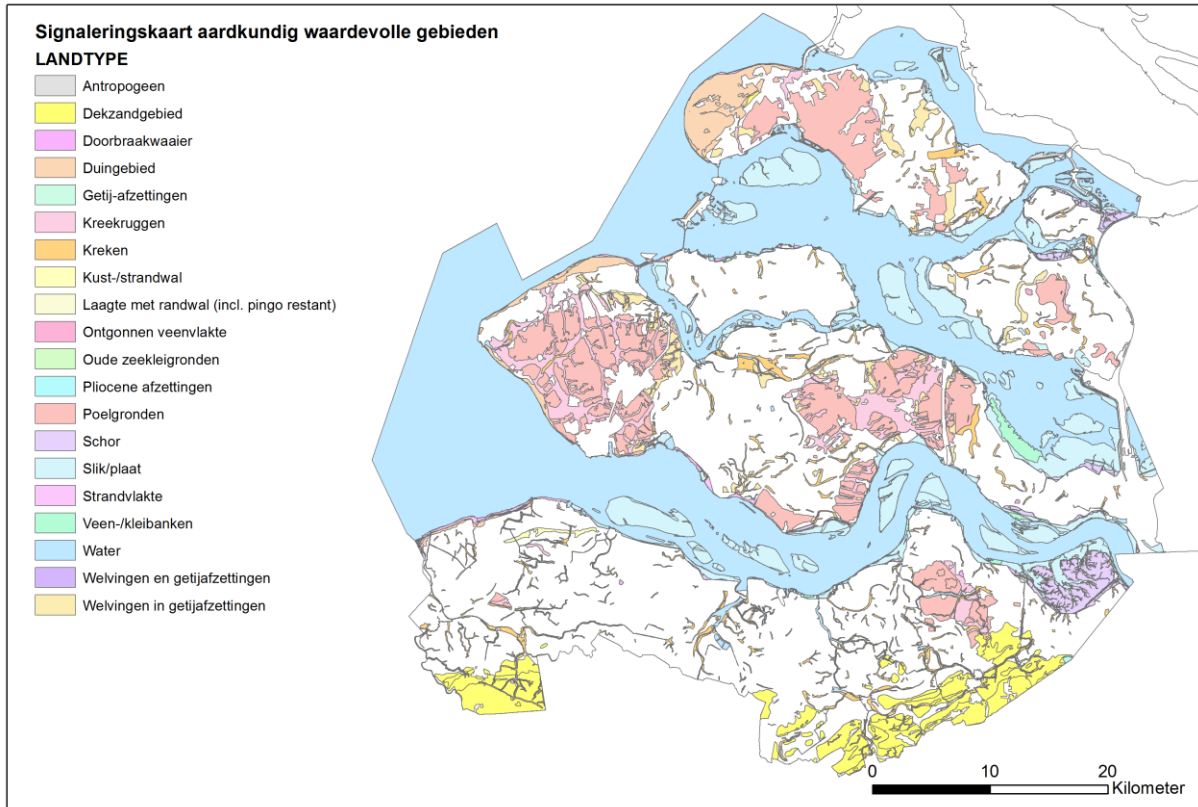 Signaleringskaart aardkundig waardevolle gebieden
LANDTYPE
Antropogeen
Dekzandgebied
Doorbraakwaaier
Duingebied
Getij-afzettingen
Kreekruggen
Kreken
Kust-/strandwal
Laagte met randwal (incl. pingo restant)
Ontgonnen veenvlakte
Oude zeekleigronden
Pliocene afzettingen
Poelgronden
Schor
Slik/plaat
Strandvlakte
Veen-/kleibanken
Water
Welvingen en getijafzettingen
Welvingen in getijafzettingen
0 10 20
Kilometer